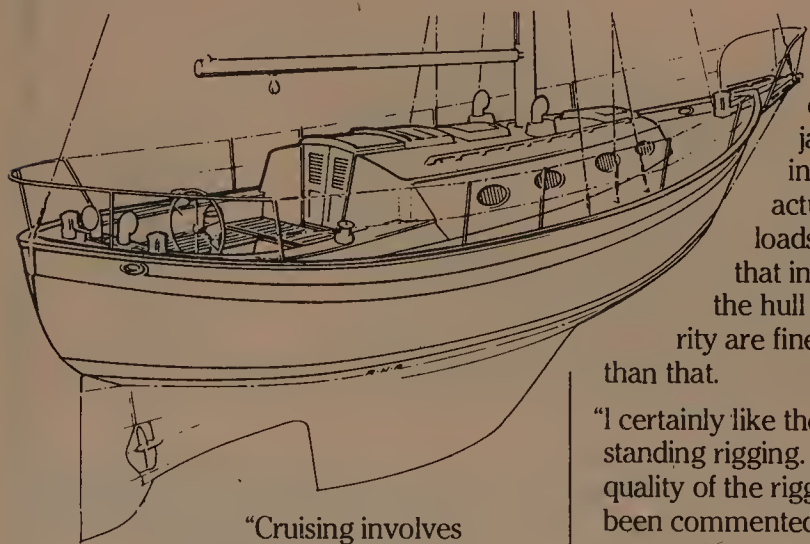 “Cruising involves
ja
in
actu
loads
that in
the hull
rity are fine
than that.
“I certainly like the
standing rigging.
quality of the rigg
been commented